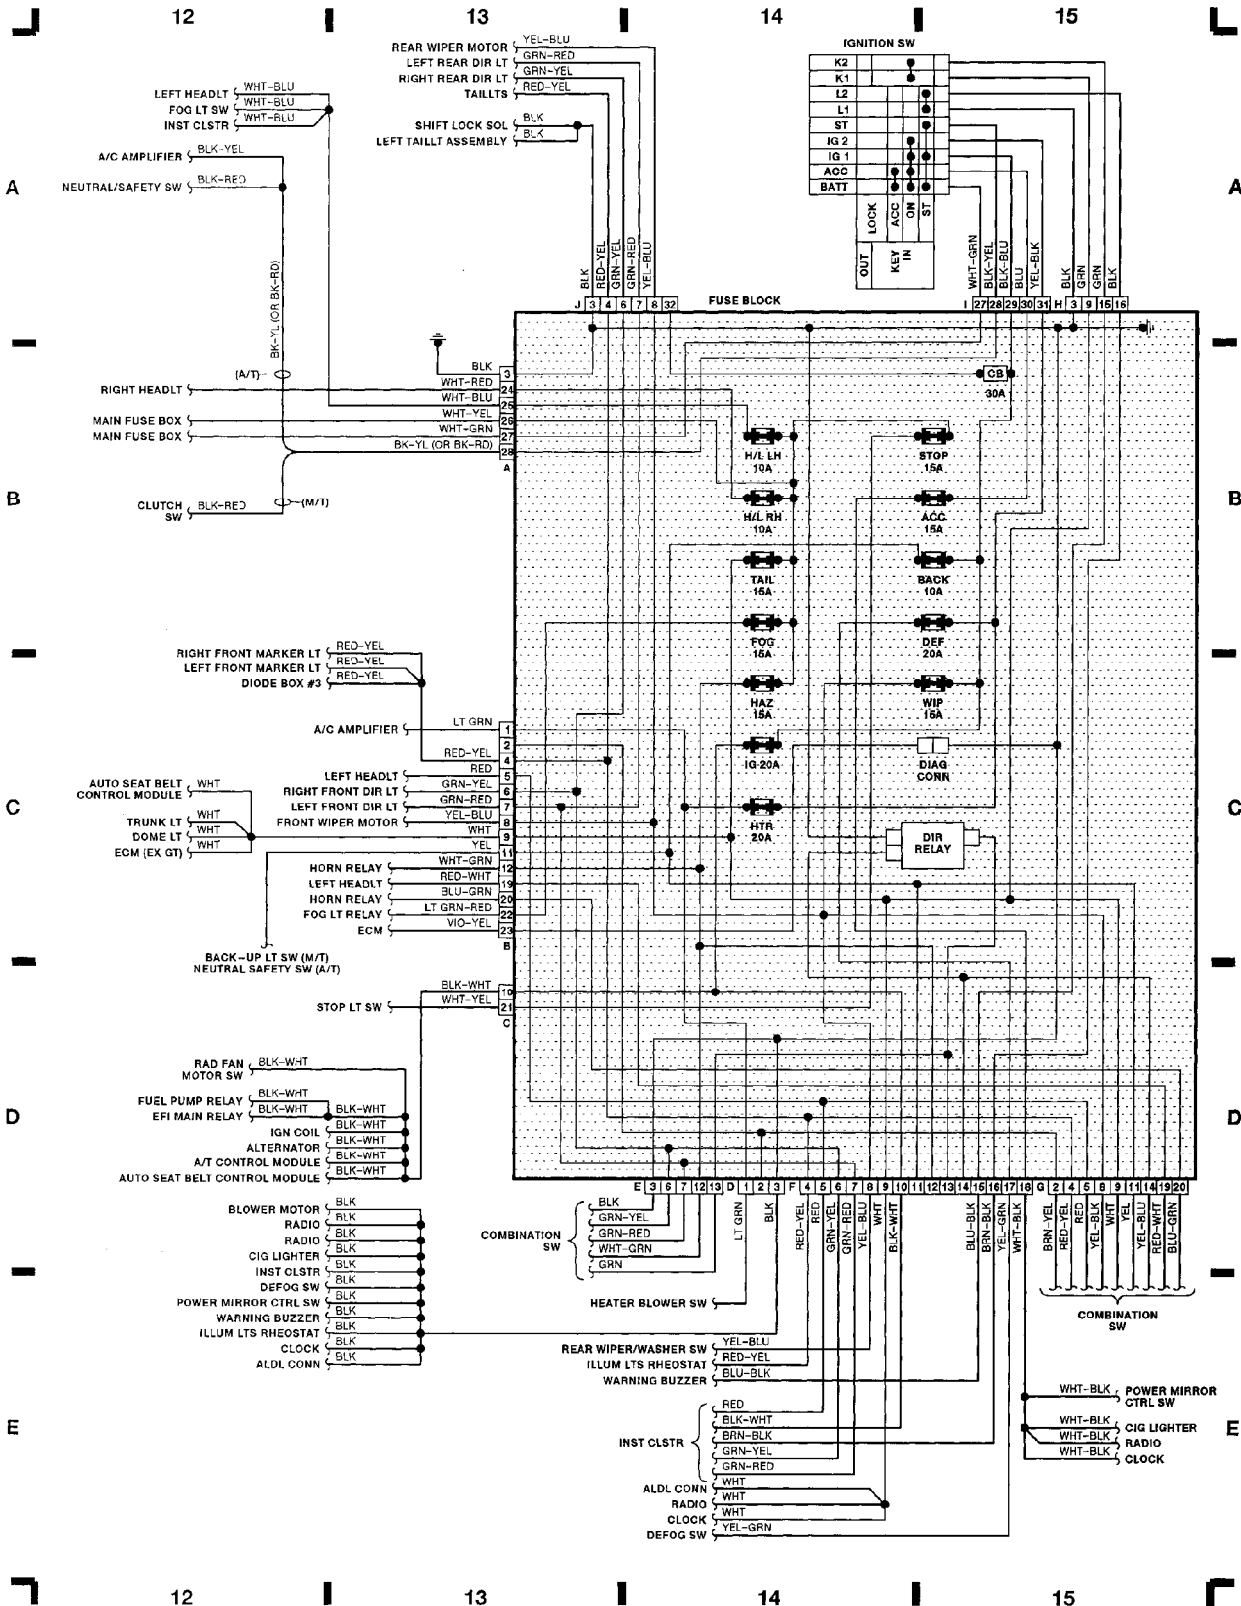 12 13 14 15
REAR WIPER MOTOR YEL-BLU
LEFT REAR DIR LT GRN-RED
RIGHT REAR DIR LT GRN-YEL
TAILLTS RED-YEL
SHIFT LOCK SOL BLK
LEFT TAILLT ASSEMBLY BLK
LEFT HEADLT WHT-BLU
FOG LT SW WHT-BLU
INST CLSTR WHT-BLU
A/C AMPLIFIER BLK-YEL
NEUTRAL/SAFETY SW BLK-RED
IGNITION SW
K2
K1
L2
L1
ST
IG 2
IG 1
ACC
BATT
LOCK ACC ON ST
OUT KEY IN
A A
BLK RED-YEL GRN-YEL GRN-RED YEL-BLU
WHT-GRN BLK-YEL BLK-BLU BLU YEL-BLK BLK GRN GRN BLK
J 3 4 6 7 8 32 FUSE BLOCK I 27 28 29 30 31 H 3 9 15 16
BK-YL (OR BK-RD)
(A/T)
BLK 3
RIGHT HEADLT WHT-RED 24
WHT-BLU 25
MAIN FUSE BOX WHT-YEL 26
MAIN FUSE BOX WHT-GRN 27
BK-YL (OR BK-RD) 28
A
CB
30A
H/L LH
10A
STOP
15A
B B
CLUTCH
SW BLK-RED (M/T)
H/L RH
10A
ACC
15A
TAIL
15A
BACK
10A
FOG
15A
DEF
20A
RIGHT FRONT MARKER LT RED-YEL
LEFT FRONT MARKER LT RED-YEL
DIODE BOX #3 RED-YEL
HAZ
15A
WIP
15A
A/C AMPLIFIER LT GRN 1
2
RED-YEL 4
IG 20A
DIAG
CONN
LEFT HEADLT RED 5
RIGHT FRONT DIR LT GRN-YEL 6
LEFT FRONT DIR LT GRN-RED 7
FRONT WIPER MOTOR YEL-BLU 8
AUTO SEAT BELT
CONTROL MODULE WHT
TRUNK LT WHT
DOME LT WHT
ECM (EX GT) WHT
WHT 9
YEL 11
C C
HTR
20A
DIR
RELAY
HORN RELAY WHT-GRN 12
LEFT HEADLT RED-WHT 19
HORN RELAY BLU-GRN 20
FOG LT RELAY LT GRN-RED 22
ECM VIO-YEL 23
B
BACK-UP LT SW (M/T)
NEUTRAL SAFETY SW (A/T)
BLK-WHT 10
STOP LT SW WHT-YEL 21
C
RAD FAN
MOTOR SW BLK-WHT
FUEL PUMP RELAY BLK-WHT
EFI MAIN RELAY BLK-WHT
BLK-WHT
IGN COIL BLK-WHT
ALTERNATOR BLK-WHT
A/T CONTROL MODULE BLK-WHT
AUTO SEAT BELT CONTROL MODULE BLK-WHT
D D
E 3 6 7 12 13 D 1 2 3 F 4 5 6 7 8 9 10 11 12 13 14 15 16 17 18 G 2 4 5 8 9 11 14 19 20
BLOWER MOTOR BLK
RADIO BLK
RADIO BLK
CIG LIGHTER BLK
INST CLSTR BLK
DEFOG SW BLK
POWER MIRROR CTRL SW BLK
WARNING BUZZER BLK
ILLUM LTS RHEOSTAT BLK
CLOCK BLK
ALDL CONN BLK
COMBINATION
SW
BLK
GRN-YEL
GRN-RED
WHT-GRN
GRN
LT GRN BLK RED-YEL RED GRN-YEL GRN-RED YEL-BLU WHT BLK-WHT BLU-BLK BRN-BLK YEL-GRN WHT-BLK
BRN-YEL RED-YEL RED YEL-BLK WHT YEL YEL-BLU RED-WHT BLU-GRN
HEATER BLOWER SW
COMBINATION
SW
REAR WIPER/WASHER SW YEL-BLU
ILLUM LTS RHEOSTAT RED-YEL
WARNING BUZZER BLU-BLK
WHT-BLK POWER MIRROR
CTRL SW
WHT-BLK CIG LIGHTER
WHT-BLK RADIO
WHT-BLK CLOCK
E E
INST CLSTR
RED
BLK-WHT
BRN-BLK
GRN-YEL
GRN-RED
ALDL CONN WHT
RADIO WHT
CLOCK WHT
DEFOG SW YEL-GRN
12 13 14 15